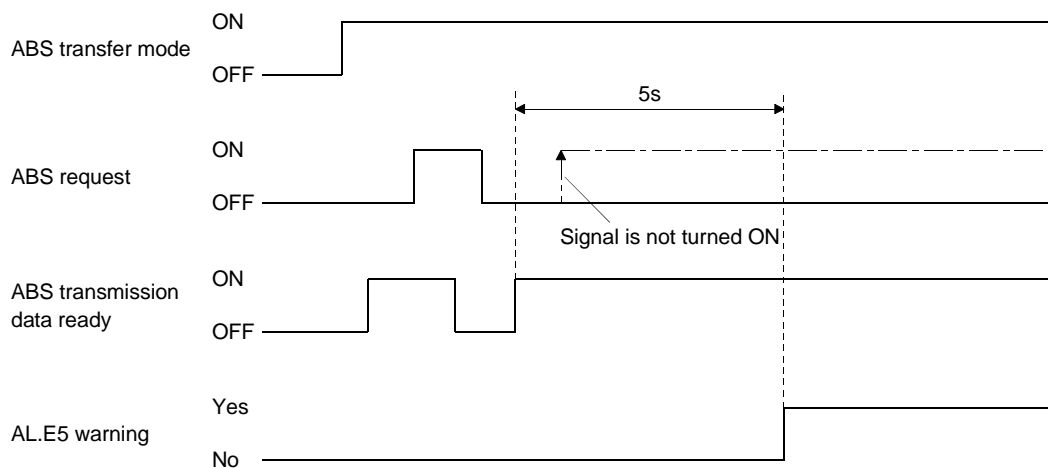 ON
ABS transfer mode
OFF
5s
ON
ABS request
OFF
Signal is not turned ON
ON
ABS transmission
data ready
OFF
Yes
AL.E5 warning
No